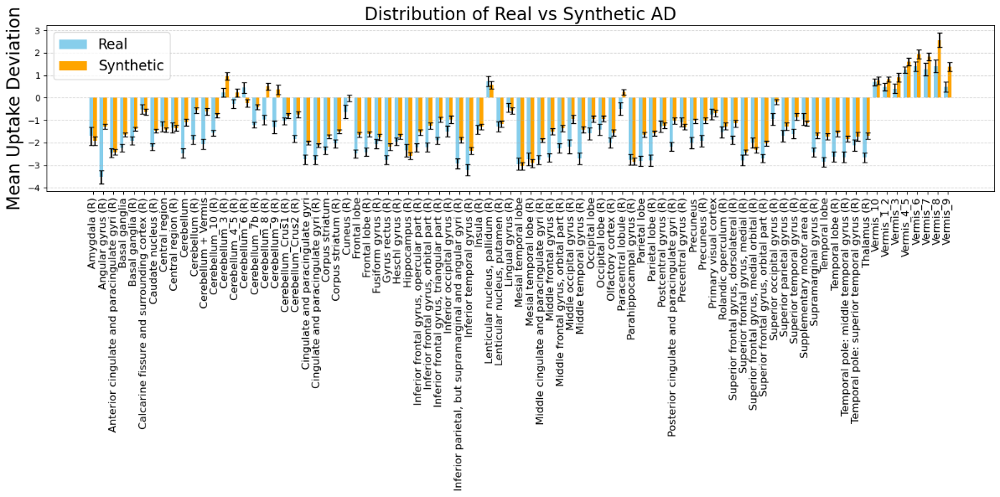 Distribution of Real vs Synthetic AD
Mean Uptake Deviation
3
2
1
0
−1
−2
−3
−4
Real
Synthetic
Amygdala (R)
Angular gyrus (R)
Anterior cingulate and paracingulate gyri (R)
Basal ganglia
Basal ganglia (R)
Calcarine fissure and surrounding cortex (R)
Caudate nucleus (R)
Central region
Central region (R)
Cerebellum
Cerebellum (R)
Cerebellum + Vermis
Cerebellum_10 (R)
Cerebellum_3 (R)
Cerebellum_4_5 (R)
Cerebellum_6 (R)
Cerebellum_7b (R)
Cerebellum_8 (R)
Cerebellum_9 (R)
Cerebellum_Crus1 (R)
Cerebellum_Crus2 (R)
Cingulate and paracingulate gyri
Cingulate and paracingulate gyri (R)
Corpus striatum
Corpus striatum (R)
Cuneus (R)
Frontal lobe
Frontal lobe (R)
Fusiform gyrus (R)
Gyrus rectus (R)
Heschl gyrus (R)
Hippocampus (R)
Inferior frontal gyrus, opercular part (R)
Inferior frontal gyrus, orbital part (R)
Inferior frontal gyrus, triangular part (R)
Inferior occipital gyrus (R)
Inferior parietal, but supramarginal and angular gyri (R)
Inferior temporal gyrus (R)
Insula (R)
Lenticular nucleus, pallidum (R)
Lenticular nucleus, putamen (R)
Lingual gyrus (R)
Mesial temporal lobe
Mesial temporal lobe (R)
Middle cingulate and paracingulate gyri (R)
Middle frontal gyrus (R)
Middle frontal gyrus, orbital part (R)
Middle occipital gyrus (R)
Middle temporal gyrus (R)
Occipital lobe
Occipital lobe (R)
Olfactory cortex (R)
Paracentral lobule (R)
Parahippocampal gyrus (R)
Parietal lobe
Parietal lobe (R)
Postcentral gyrus (R)
Posterior cingulate and paracingulate gyri (R)
Precentral gyrus (R)
Precuneus
Precuneus (R)
Primary visual cortex
Rolandic operculum (R)
Superior frontal gyrus, dorsolateral (R)
Superior frontal gyrus, medial (R)
Superior frontal gyrus, medial orbital (R)
Superior frontal gyrus, orbital part (R)
Superior occipital gyrus (R)
Superior parietal gyrus (R)
Superior temporal gyrus (R)
Supplementary motor area (R)
Supramarginal gyrus (R)
Temporal lobe
Temporal lobe (R)
Temporal pole: middle temporal gyrus (R)
Temporal pole: superior temporal gyrus (R)
Thalamus (R)
Vermis_10
Vermis_1_2
Vermis_3
Vermis_4_5
Vermis_6
Vermis_7
Vermis_8
Vermis_9